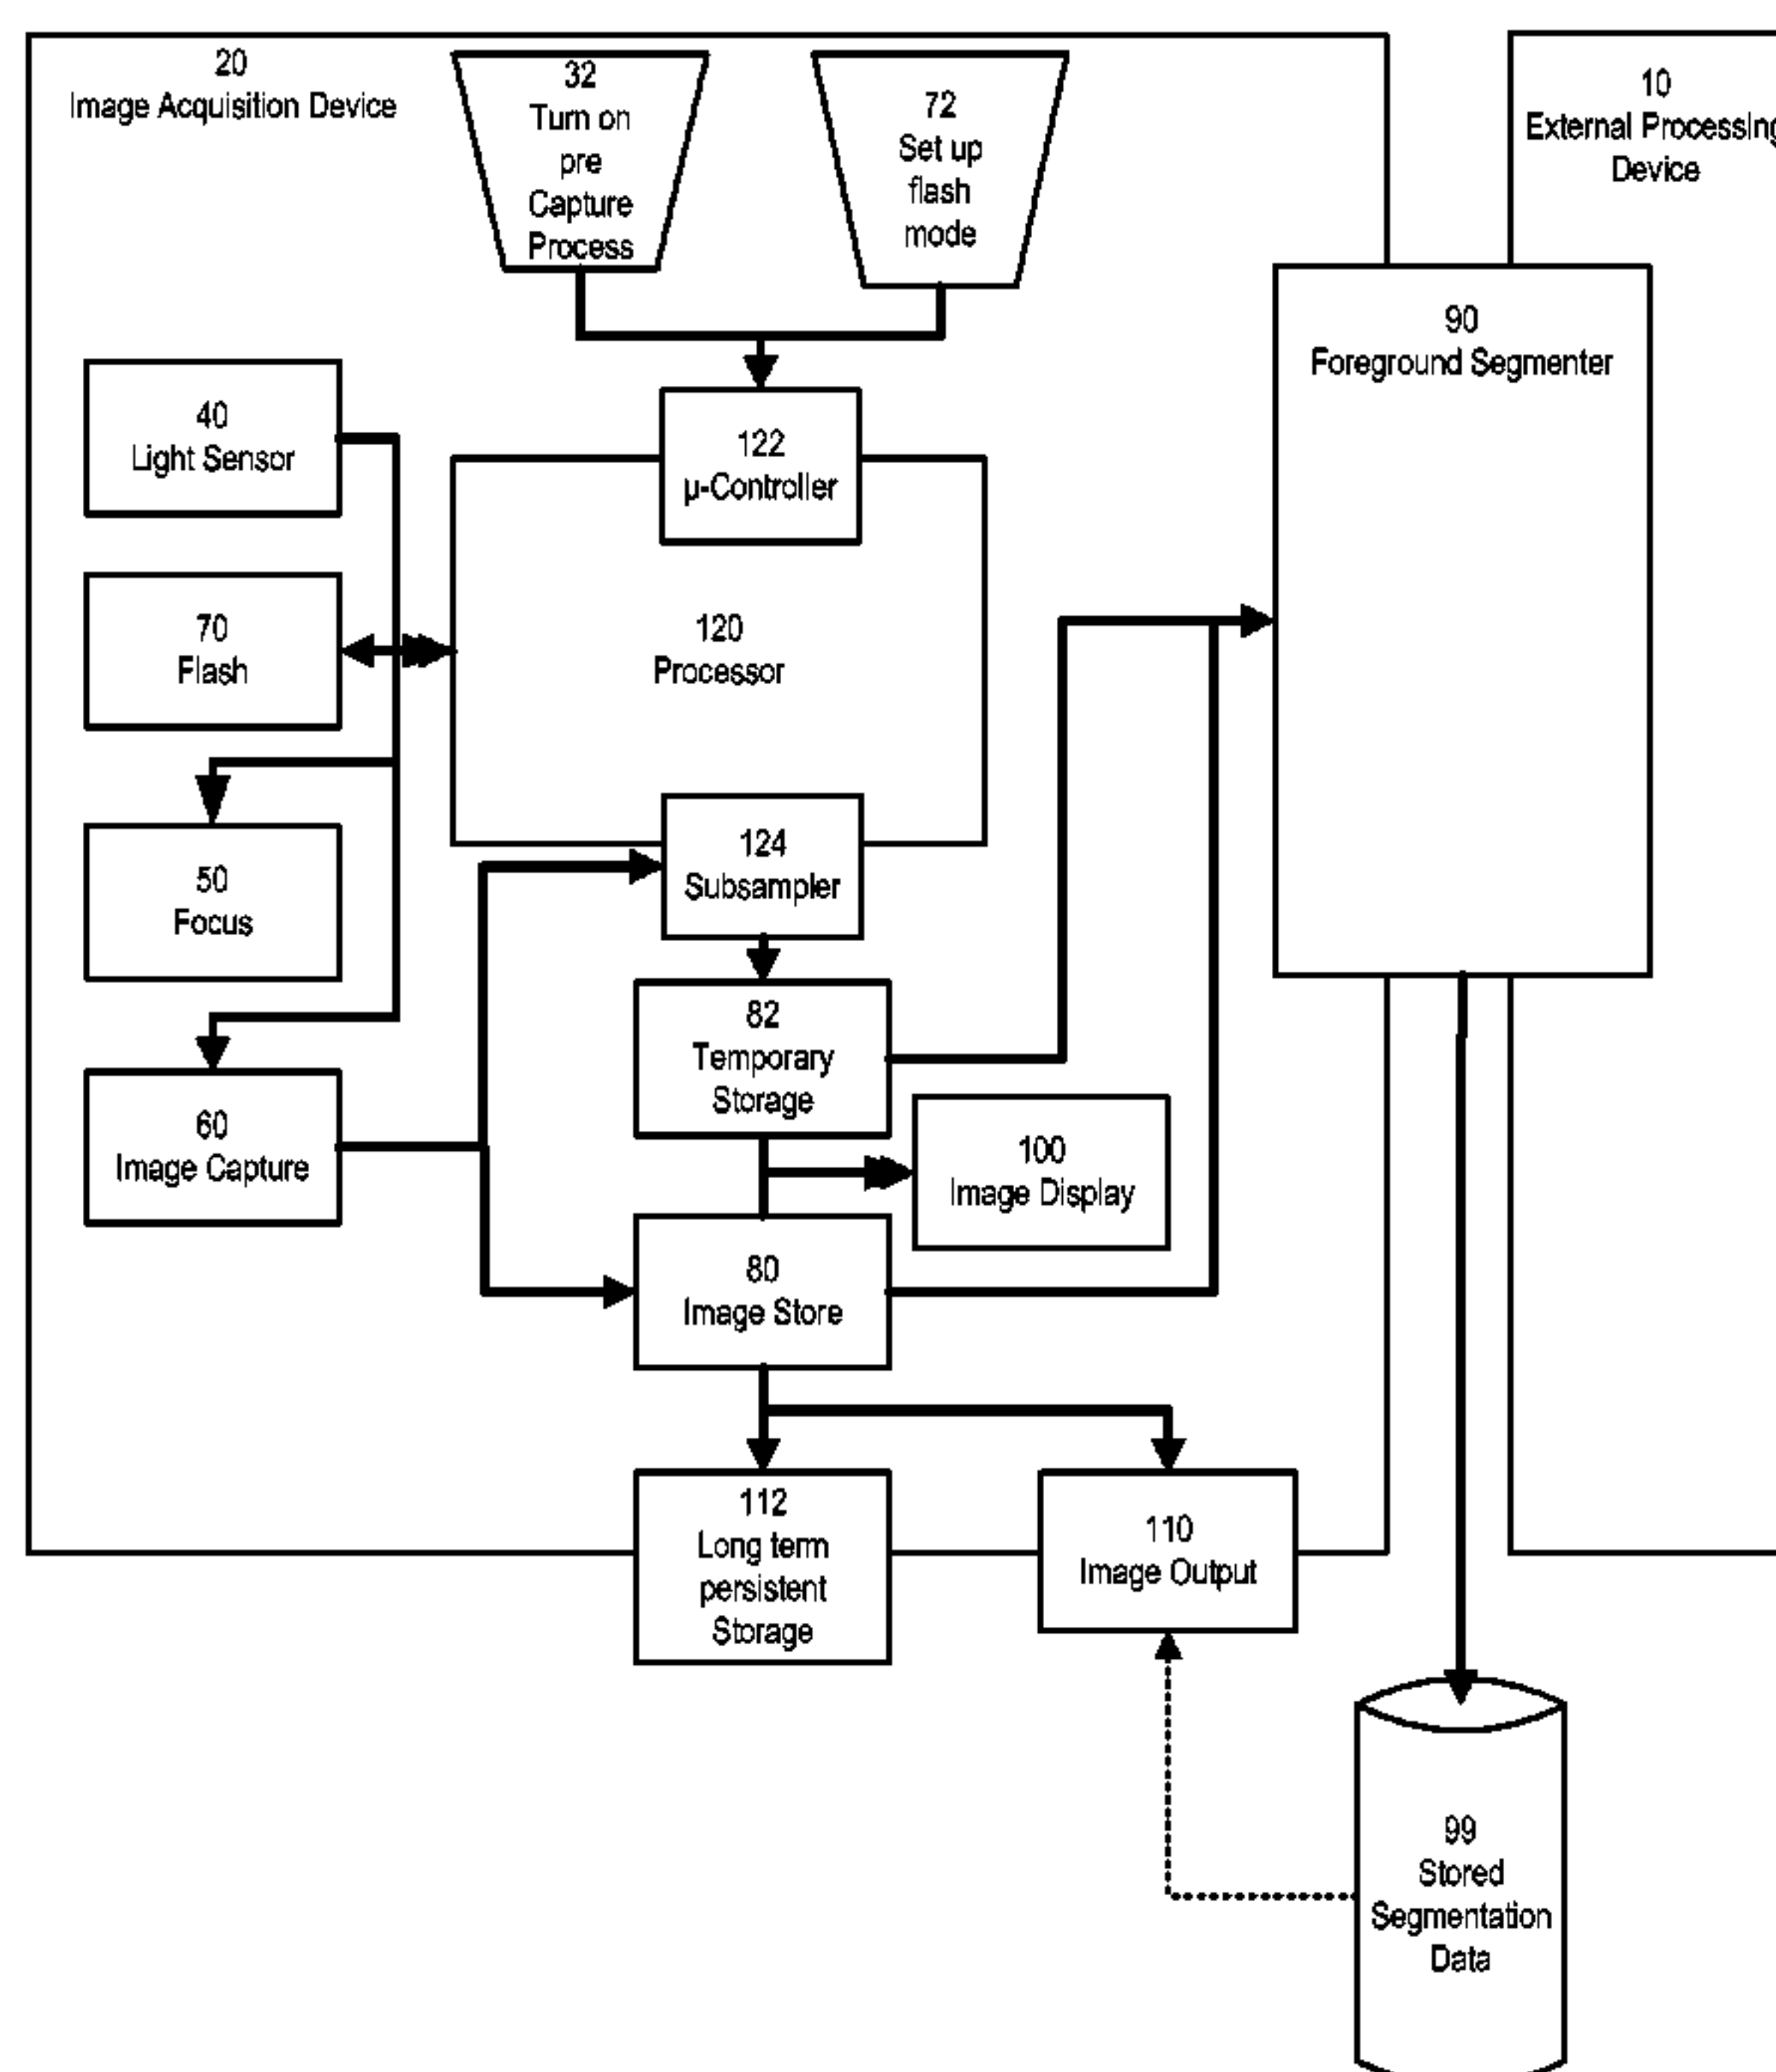 20
Image Acquisition Device
32
Turn on
pre
Capture
Process
72
Set up
flash
mode
10
External Processing
Device
90
Foreground Segmenter
40
Light Sensor
122
µ-Controller
70
Flash
120
Processor
50
Focus
124
Subsampler
82
Temporary
Storage
60
Image Capture
100
Image Display
80
Image Store
112
Long term
persistent
Storage
110
Image Output
99
Stored
Segmentation
Data